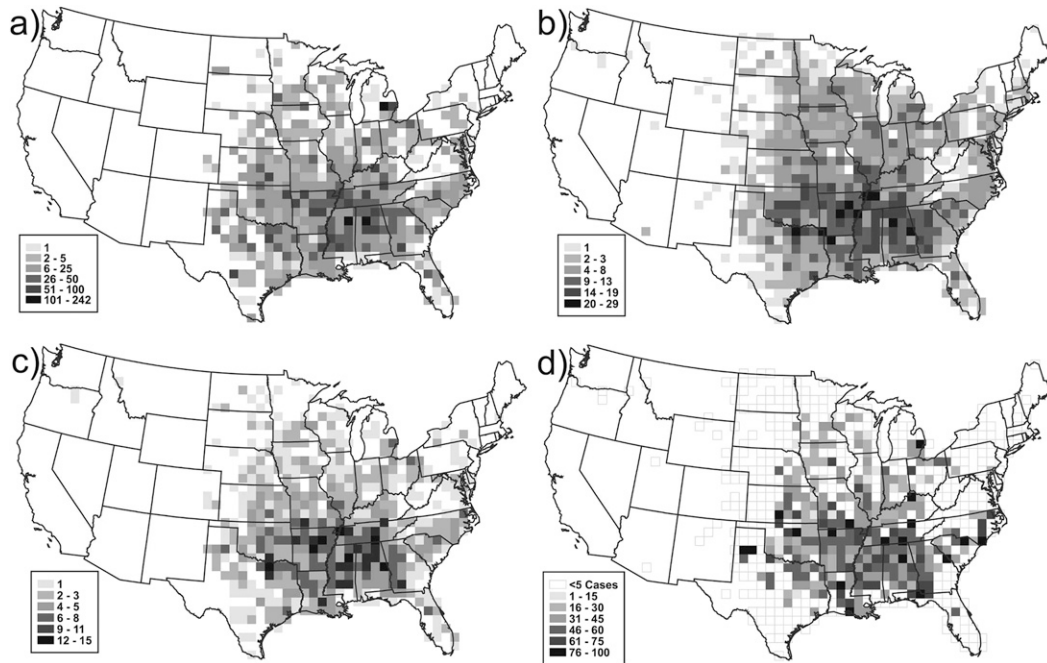 a)
1
2 - 5
6 - 25
26 - 50
51 - 100
101 - 242
b)
1
2 - 3
4 - 8
9 - 13
14 - 19
20 - 29
c)
1
2 - 3
4 - 5
6 - 8
9 - 11
12 - 15
d)
<5 Cases
1 - 15
16 - 30
31 - 45
46 - 60
61 - 75
76 - 100